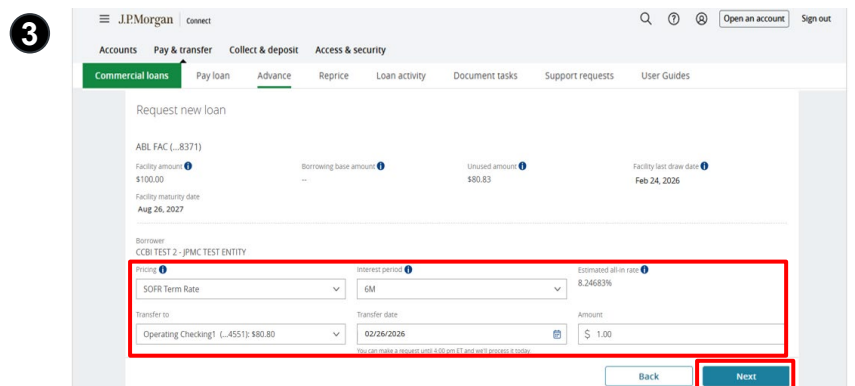 3
J.P.Morgan | Connect
Open an account Sign out
Accounts Pay & transfer Collect & deposit Access & security
Commercial loans Pay loan Advance Reprice Loan activity Document tasks Support requests User Guides
Request new loan
ABL FAC (...8371)
Facility amount Borrowing base amount Unused amount Facility last draw date
$100.00 -- $80.83 Feb 24, 2026
Facility maturity date
Aug 26, 2027
Borrower
CCBI TEST 2 - JPMC TEST ENTITY
Pricing Interest period Estimated all-in rate
SOFR Term Rate 6M 8.24683%
Transfer to Transfer date Amount
Operating Checking1 (...4551): $80.80 02/26/2026 $ 1.00
You can make a request until 4:00 pm ET and we'll process it today.
Back Next